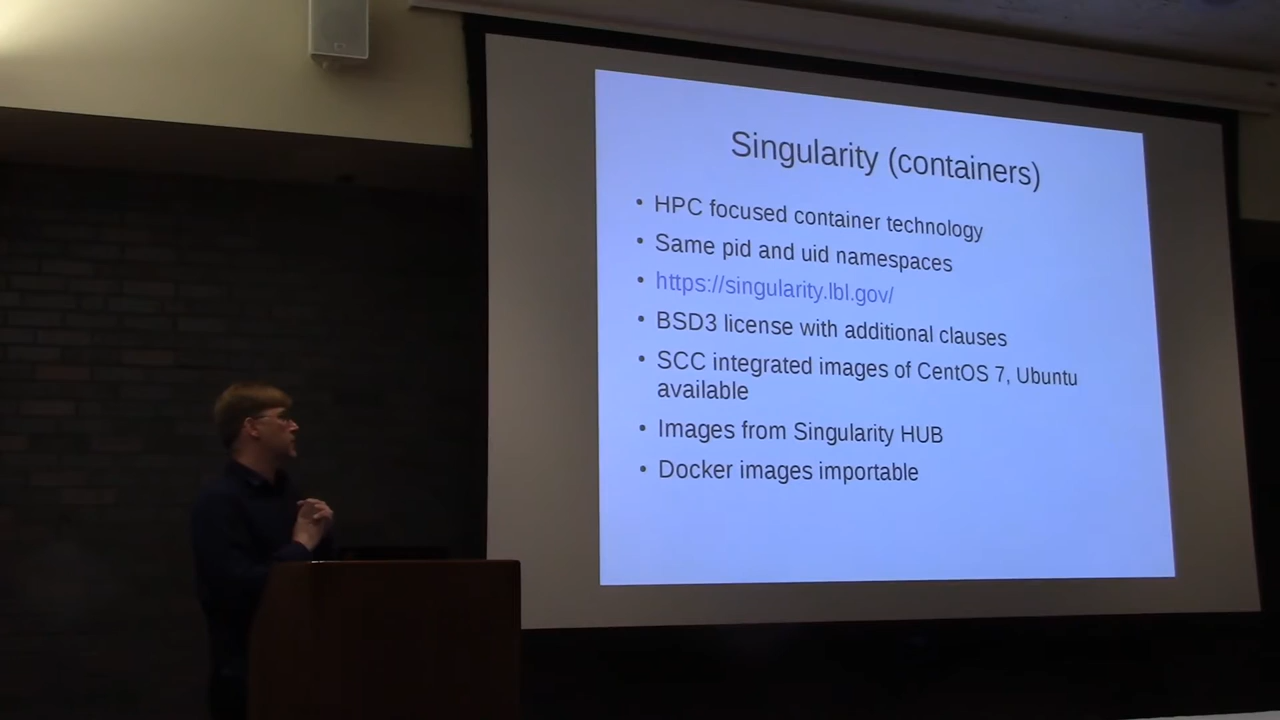 Singularity (containers)
• HPC focused container technology
• Same pid and uid namespaces
• https://singularity.lbl.gov/
• BSD3 license with additional clauses
• SCC integrated images of CentOS 7, Ubuntu
available
• Images from Singularity HUB
• Docker images importable